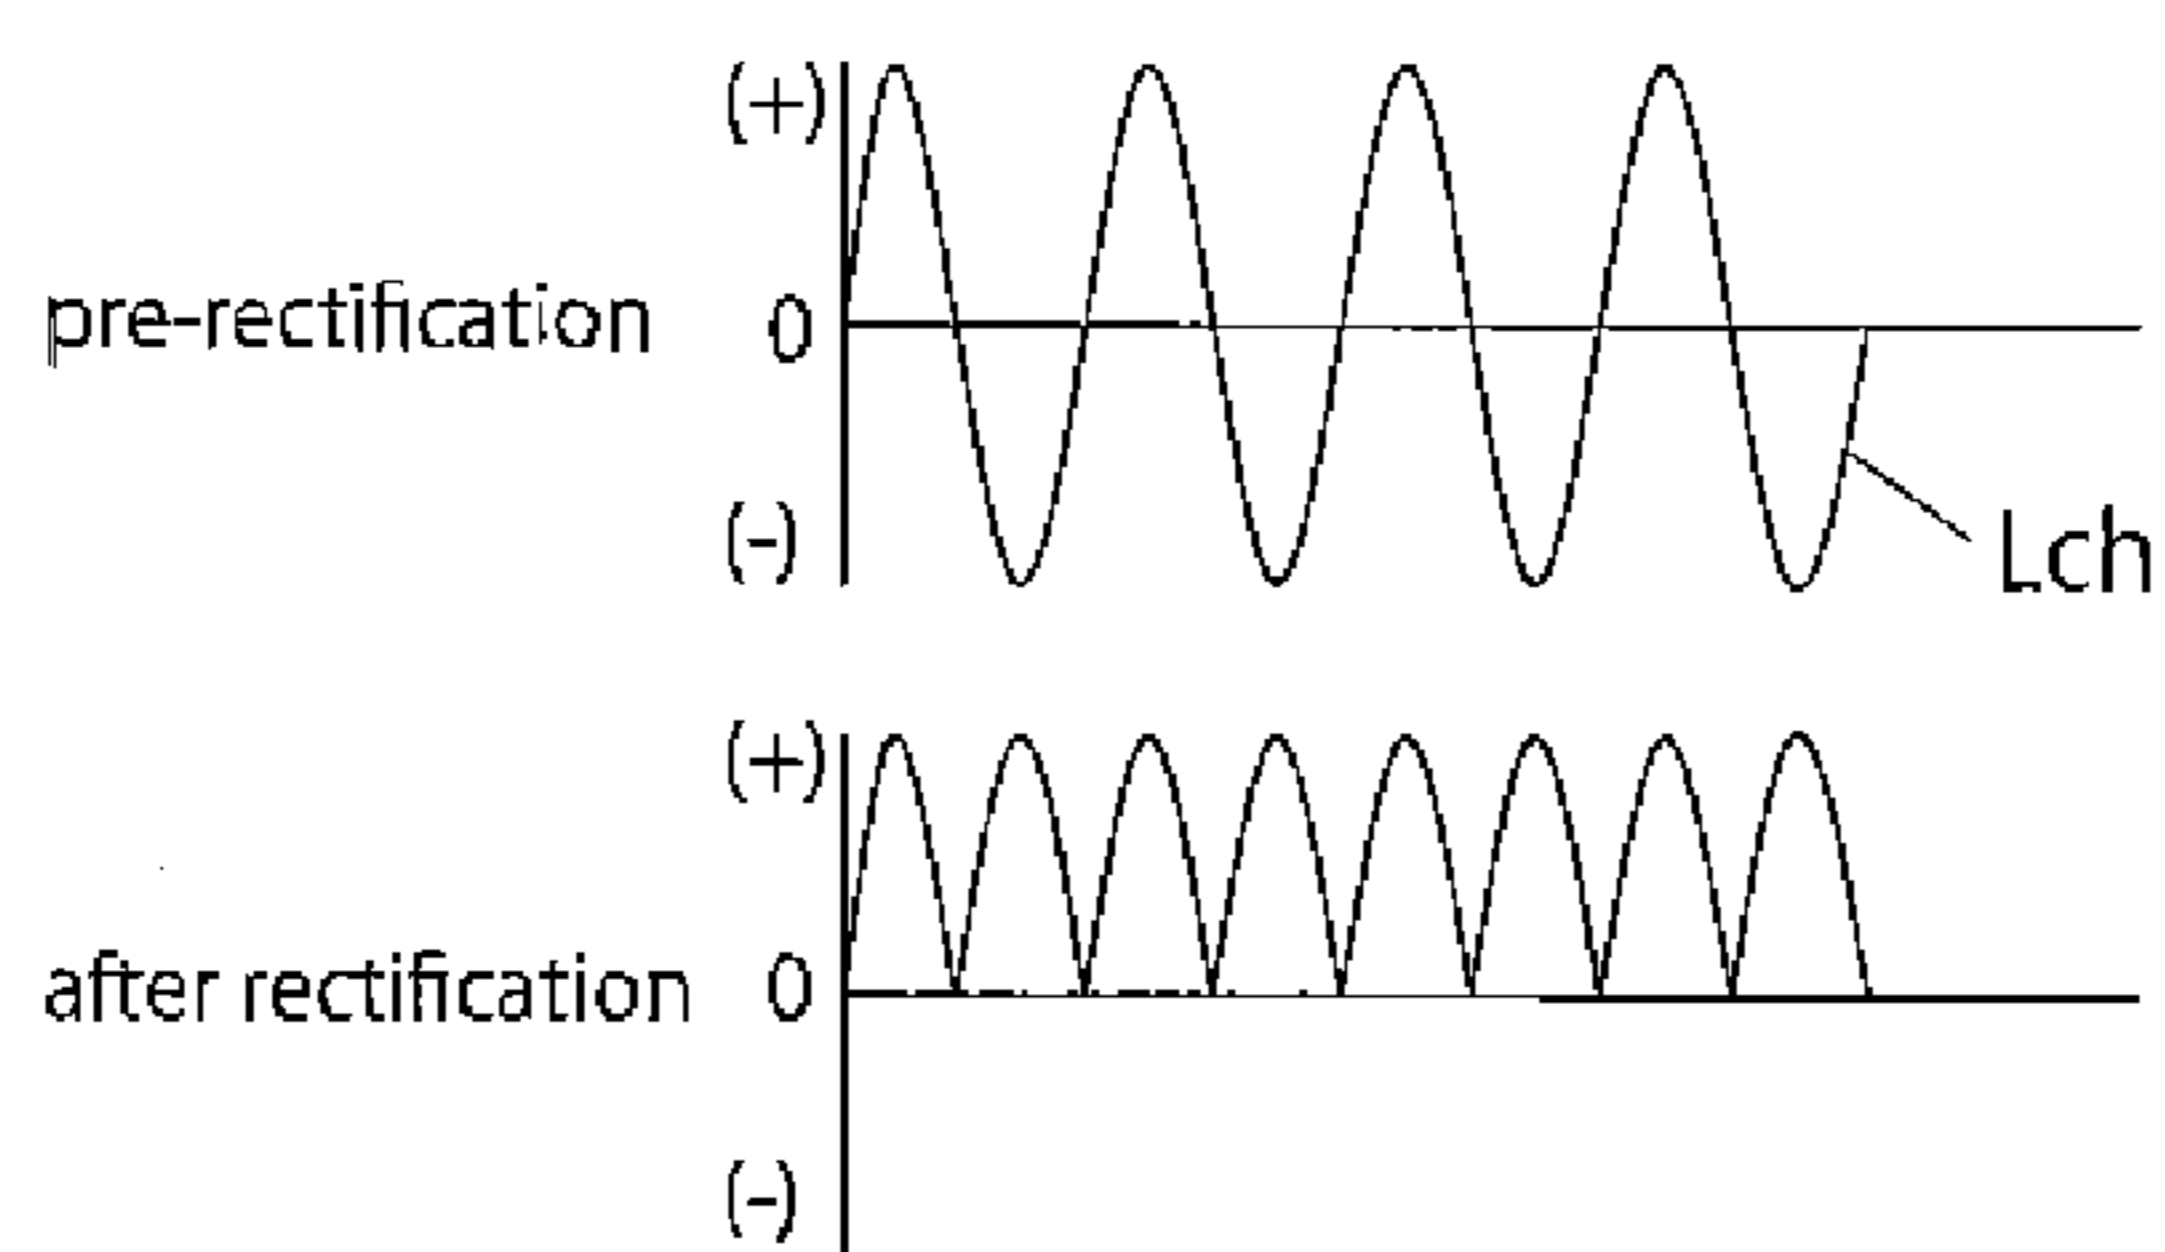 (+)
pre-rectification 0
(-)
Lch
(+)
after rectification 0
(-)